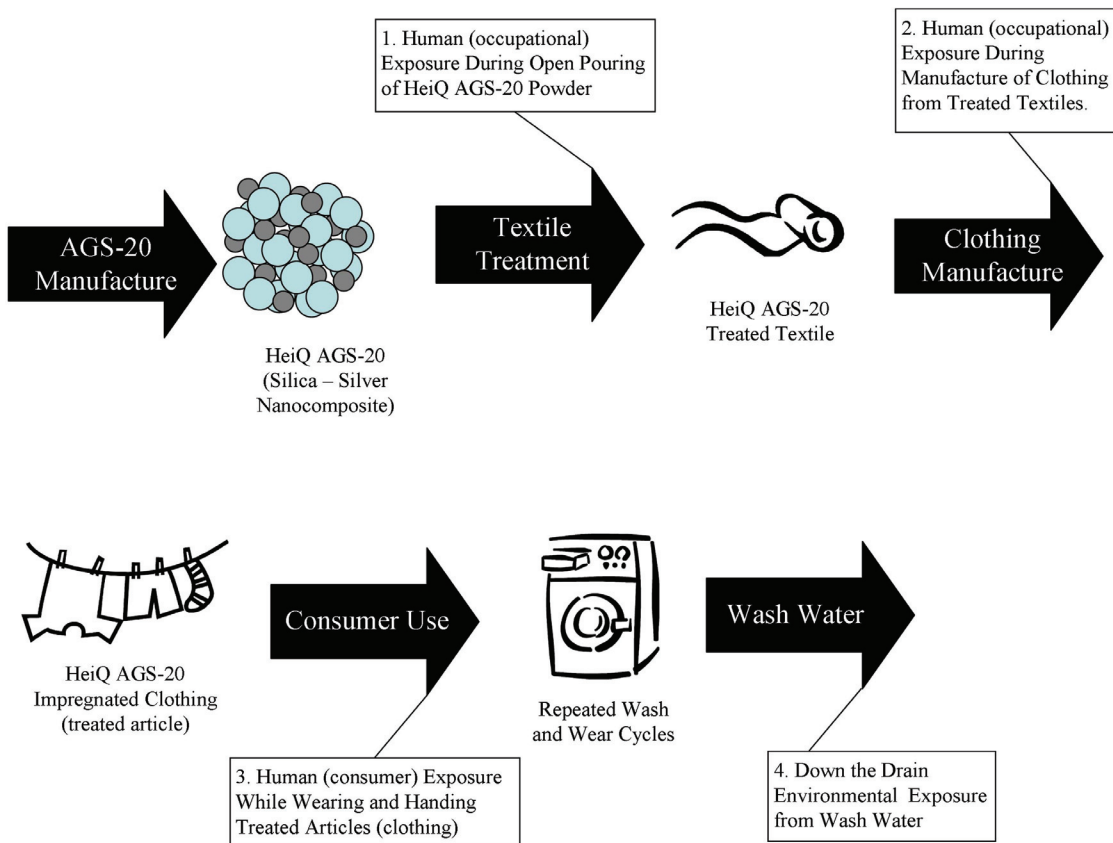 1. Human (occupational)
Exposure During Open Pouring
of HeiQ AGS-20 Powder
2. Human (occupational)
Exposure During
Manufacture of Clothing
from Treated Textiles.
AGS-20
Manufacture
Textile
Treatment
Clothing
Manufacture
HeiQ AGS-20
(Silica – Silver
Nanocomposite)
HeiQ AGS-20
Treated Textile
Consumer Use
Wash Water
HeiQ AGS-20
Impregnated Clothing
(treated article)
Repeated Wash
and Wear Cycles
3. Human (consumer) Exposure
While Wearing and Handing
Treated Articles (clothing)
4. Down the Drain
Environmental  Exposure
from Wash Water